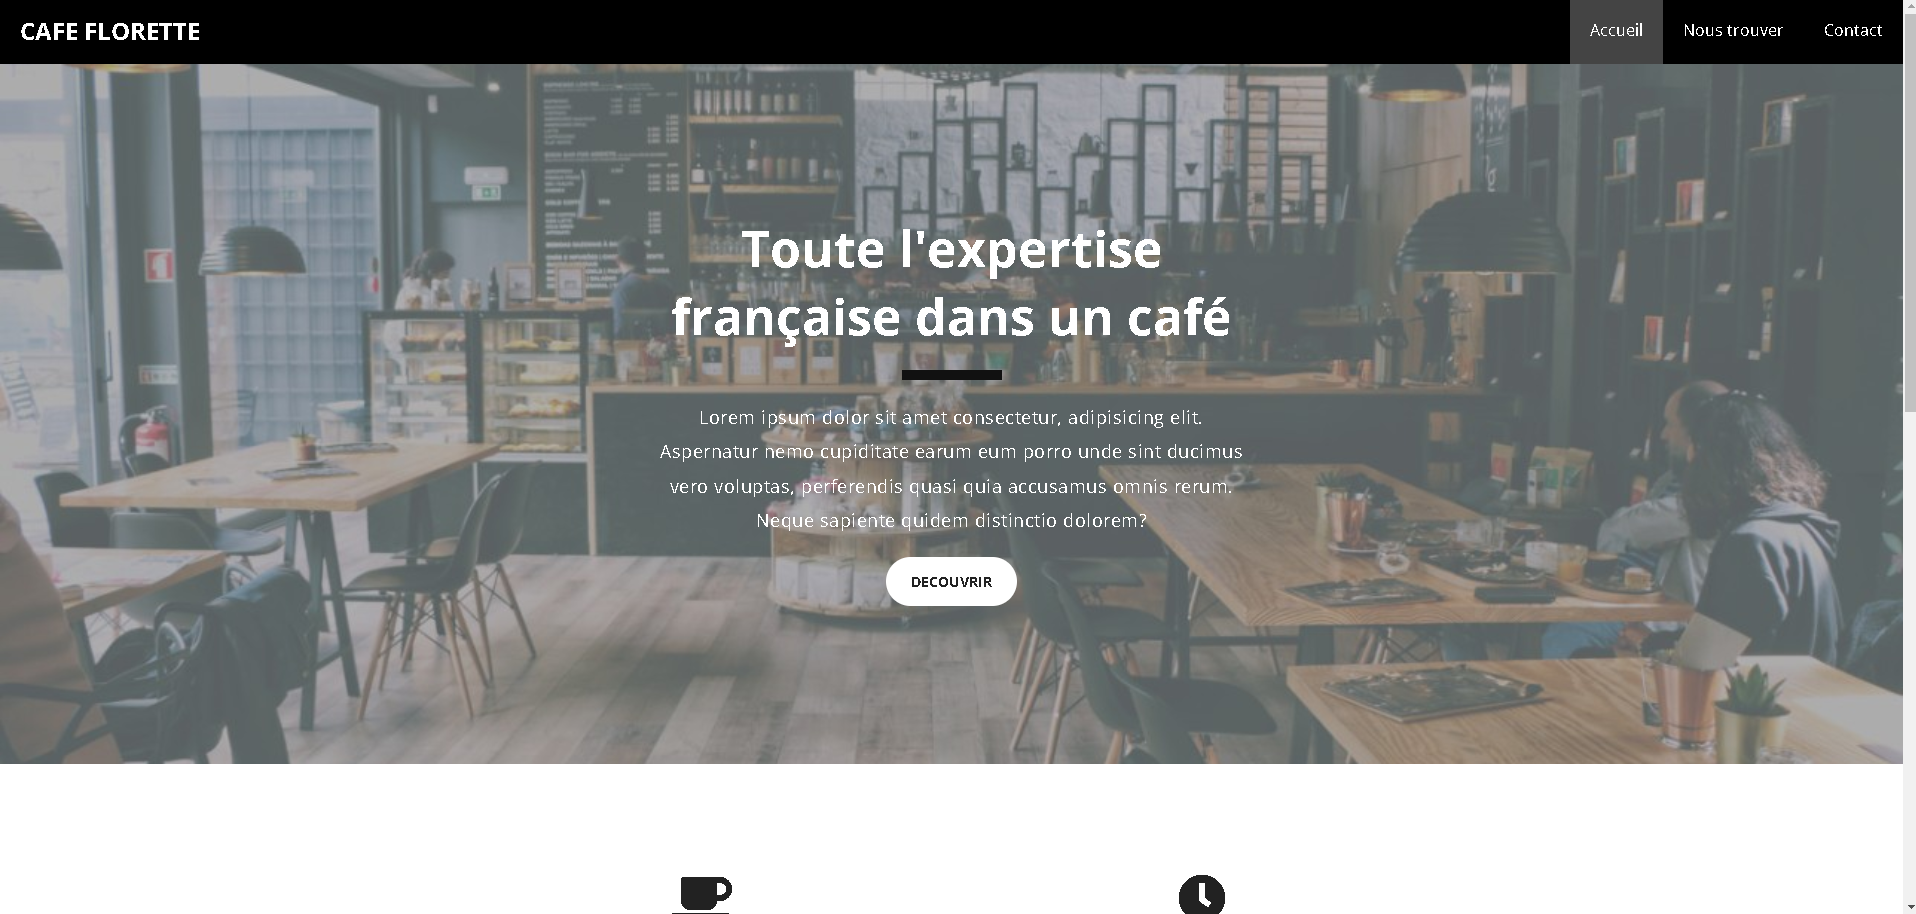 CAFE FLORETTE
Accueil
Nous trouver
Contact
Toute l'expertise
française dans un café
Lorem ipsum dolor sit amet consectetur, adipisicing elit.
Aspernatur nemo cupiditate earum eum porro unde sint ducimus
vero voluptas, perferendis quasi quia accusamus omnis rerum.
Neque sapiente quidem distinctio dolorem?
DECOUVRIR